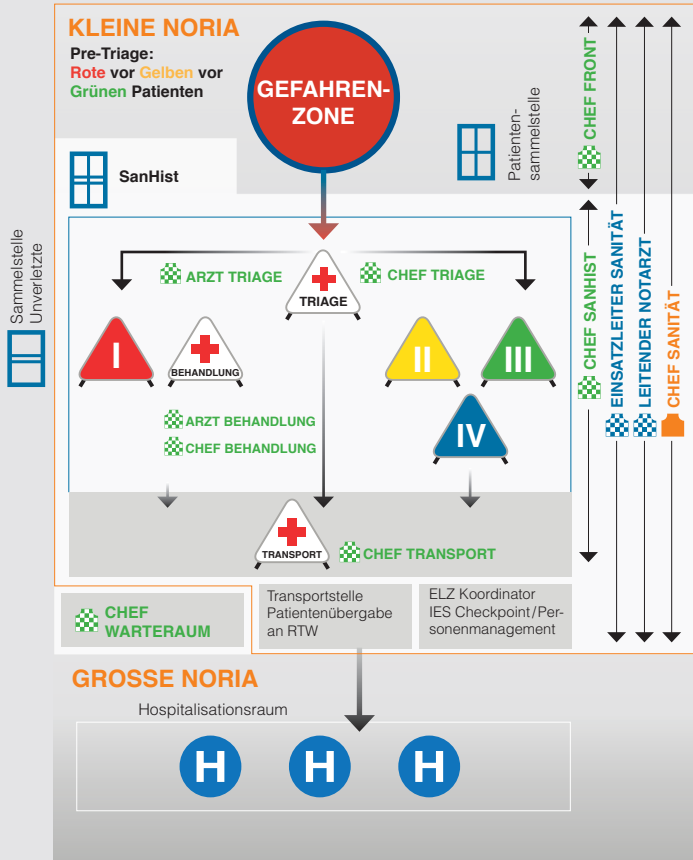 KLEINE NORIA
Pre-Triage:
Rote vor Gelben vor
Grünen Patienten
GEFAHREN-
ZONE
Patienten-
sammelstelle
CHEF FRONT
SanHist
Sammelstelle
Unverletzte
ARZT TRIAGE
CHEF TRIAGE
TRIAGE
I
BEHANDLUNG
II
III
ARZT BEHANDLUNG
CHEF BEHANDLUNG
IV
CHEF SANHIST
EINSATZLEITER SANITÄT
LEITENDER NOTARZT
CHEF SANITÄT
TRANSPORT
CHEF TRANSPORT
CHEF
WARTERAUM
Transportstelle
Patientenübergabe
an RTW
ELZ Koordinator
IES Checkpoint/Per-
sonenmanagement
GROSSE NORIA
Hospitalisationsraum
H
H
H